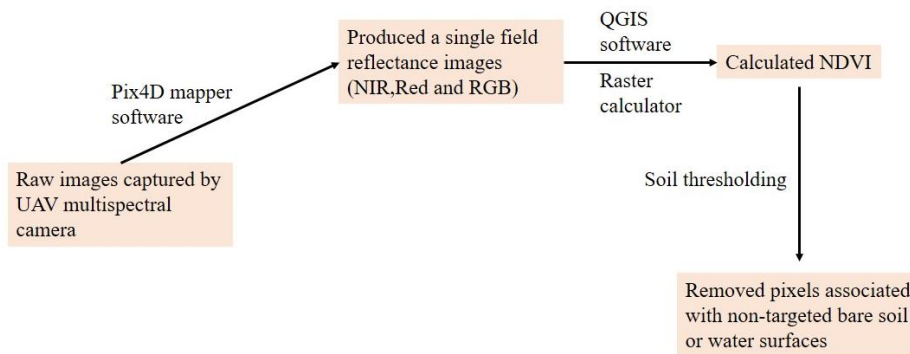 Raw images captured by
UAV multispectral
camera
Pix4D mapper
software
Produced a single field
reflectance images
(NIR,Red and RGB)
QGIS
software
Raster
calculator
Calculated NDVI
Soil thresholding
Removed pixels associated
with non-targeted bare soil
or water surfaces